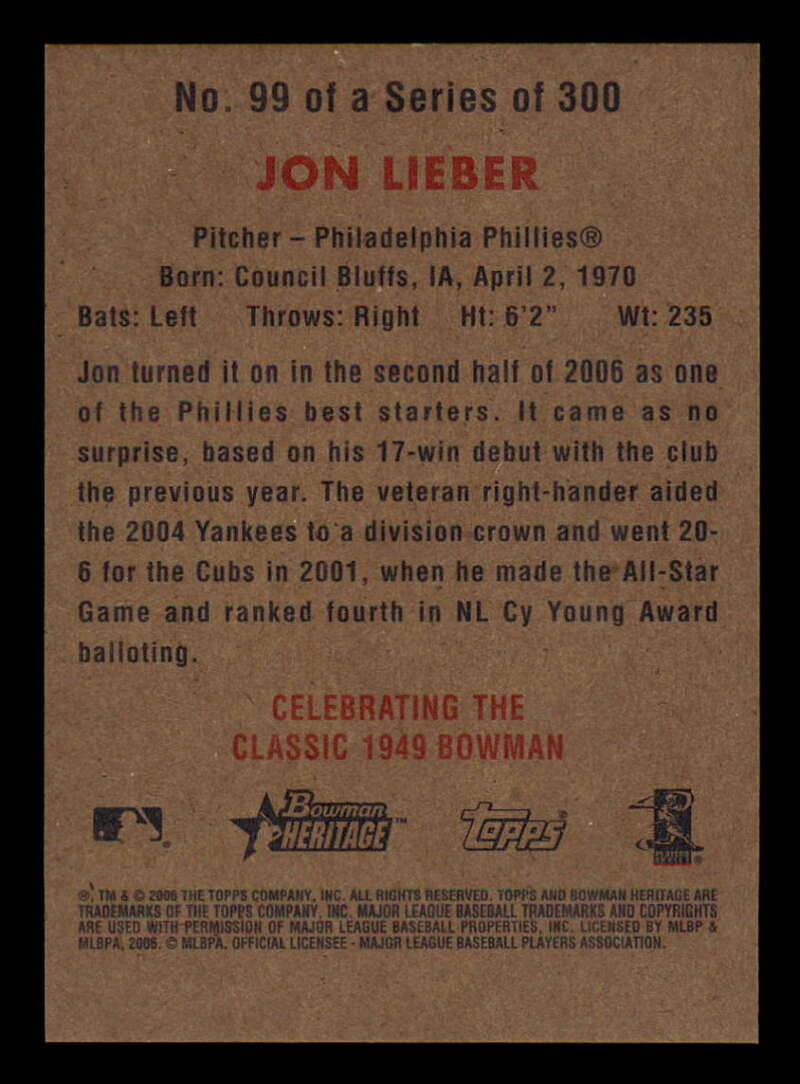 No. 99 of a Series of 300
JON LIEBER
Pitcher – Philadelphia Phillies®
Born: Council Bluffs, IA, April 2, 1970
Bats: Left Throws: Right Ht: 6'2" Wt: 235
Jon turned it on in the second half of 2006 as one
of the Phillies best starters. It came as no
surprise, based on his 17-win debut with the club
the previous year. The veteran right-hander aided
the 2004 Yankees to a division crown and went 20-
6 for the Cubs in 2001, when he made the All-Star
Game and ranked fourth in NL Cy Young Award
balloting.
CELEBRATING THE
CLASSIC 1949 BOWMAN
Bowman HERITAGE™
Topps®
®, TM & © 2006 THE TOPPS COMPANY, INC. ALL RIGHTS RESERVED. TOPPS AND BOWMAN HERITAGE ARE
TRADEMARKS OF THE TOPPS COMPANY, INC. MAJOR LEAGUE BASEBALL TRADEMARKS AND COPYRIGHTS
ARE USED WITH PERMISSION OF MAJOR LEAGUE BASEBALL PROPERTIES, INC. LICENSED BY MLBP &
MLBPA, 2006. © MLBPA. OFFICIAL LICENSEE - MAJOR LEAGUE BASEBALL PLAYERS ASSOCIATION.